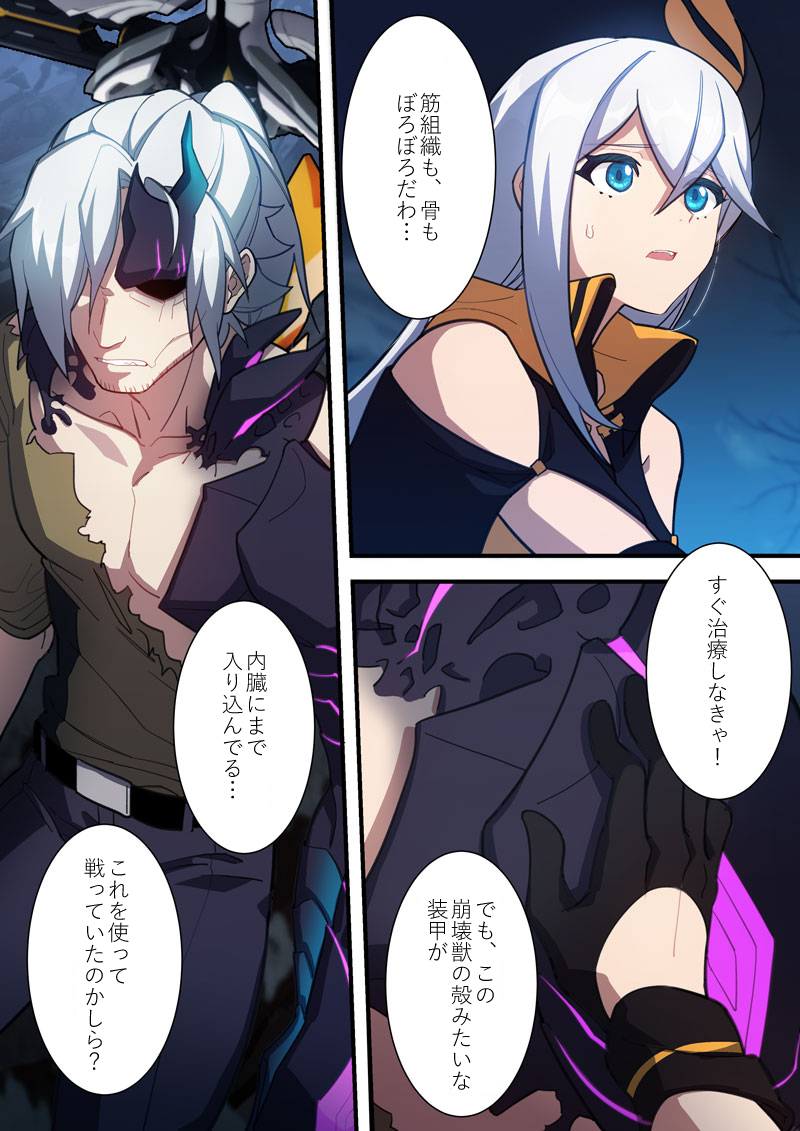 筋組織も、骨も
ぼろぼろだわ…
すぐ治療しなきゃ！
でも、この
崩壊獣の殻みたいな
装甲が
内臓にまで
入り込んでる…
これを使って
戦っていたのかしら？